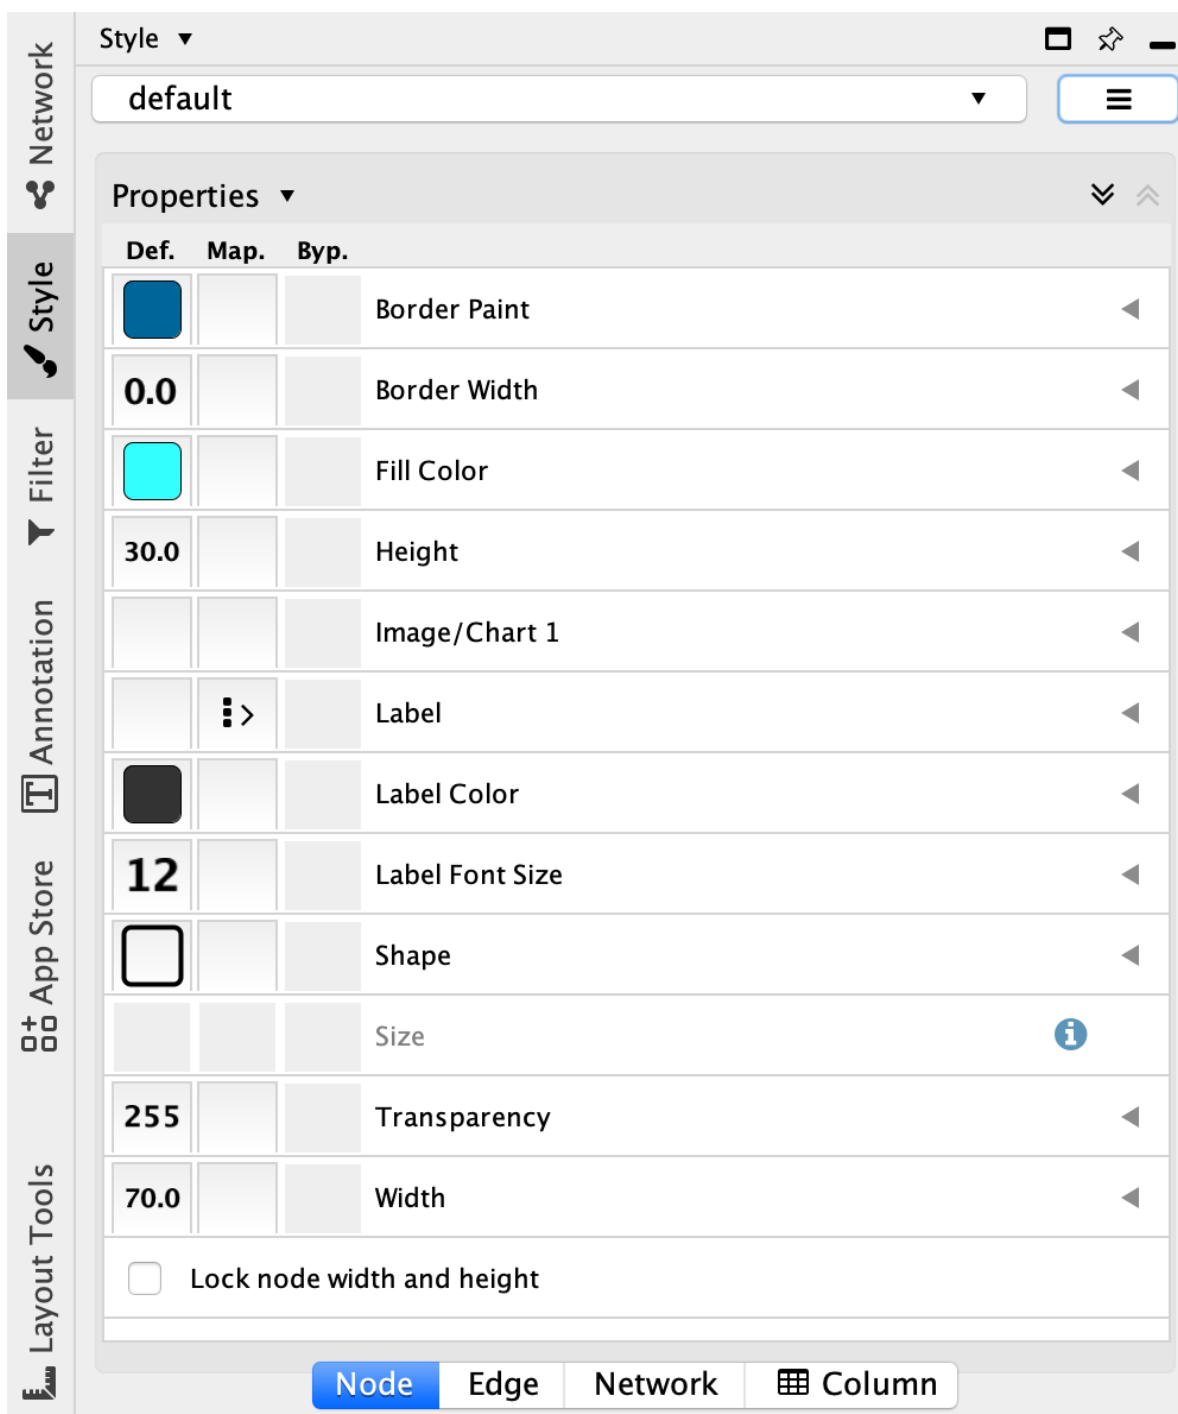 Style
default
Properties
Def. Map. Byp.
Border Paint
0.0 Border Width
Fill Color
30.0 Height
Image/Chart 1
Label
Label Color
12 Label Font Size
Shape
Size
255 Transparency
70.0 Width
Lock node width and height
Node Edge Network Column
Network
Style
Filter
Annotation
App Store
Layout Tools